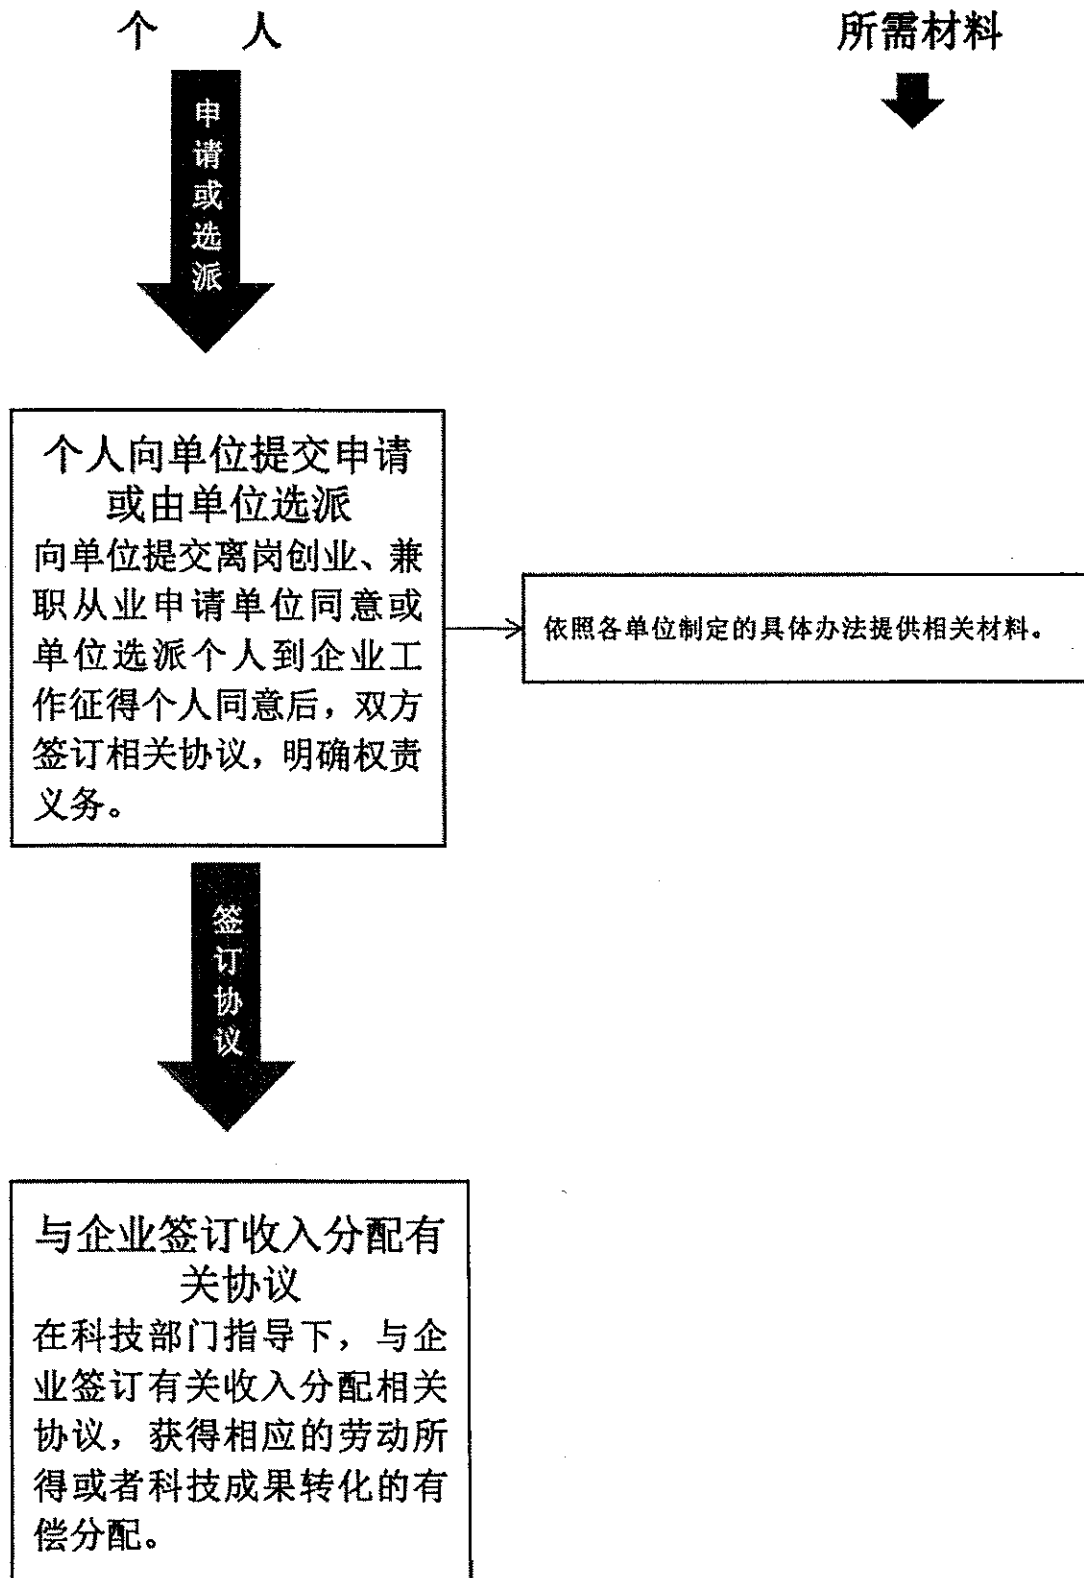 个 人
所需材料
申请或选派
个人向单位提交申请
或由单位选派
向单位提交离岗创业、兼
职从业申请单位同意或
单位选派个人到企业工
作征得个人同意后，双方
签订相关协议，明确权责
义务。
依照各单位制定的具体办法提供相关材料。
签订协议
与企业签订收入分配有
关协议
在科技部门指导下，与企
业签订有关收入分配相关
协议，获得相应的劳动所
得或者科技成果转化的有
偿分配。